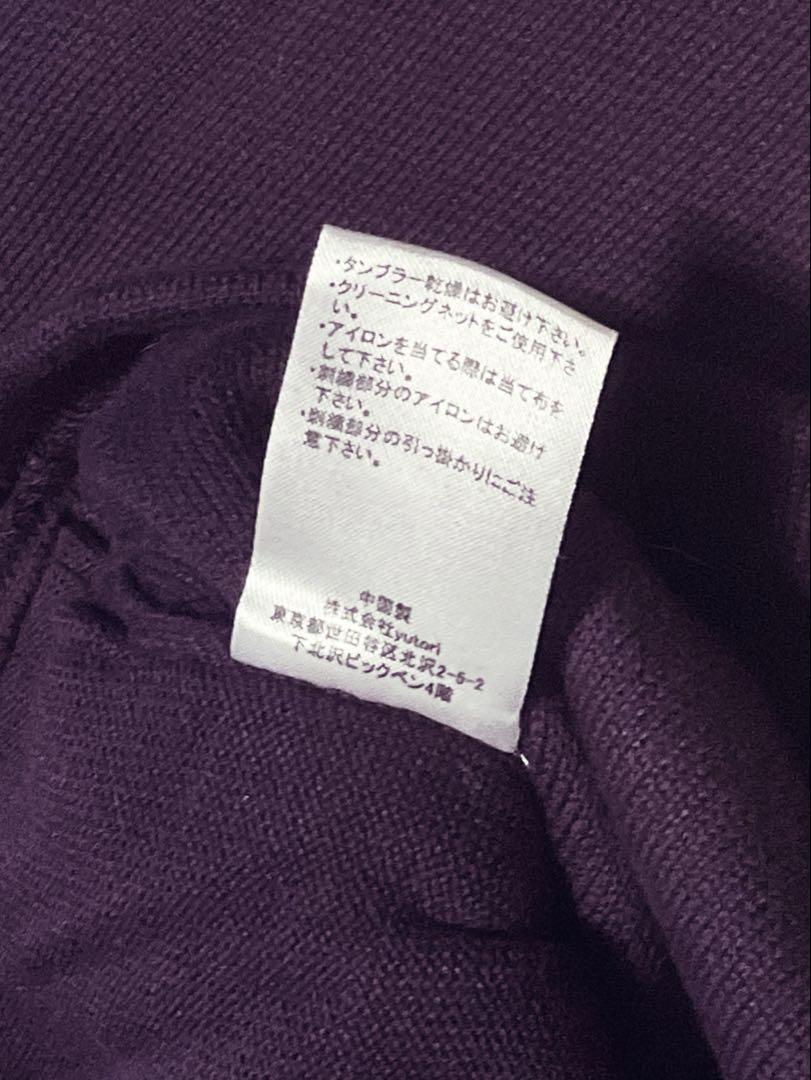 ・タンブラー乾燥はお避け下さい。
・クリーニングネットをご使用下さ
い。
・アイロンを当てる際は当て布を
して下さい。
・刺繍部分のアイロンはお避け
下さい。
・刺繍部分の引っ掛かりにご注
意下さい。
中国製
株式会社yutori
東京都世田谷区北沢2-5-2
下北沢ビッグベン4階